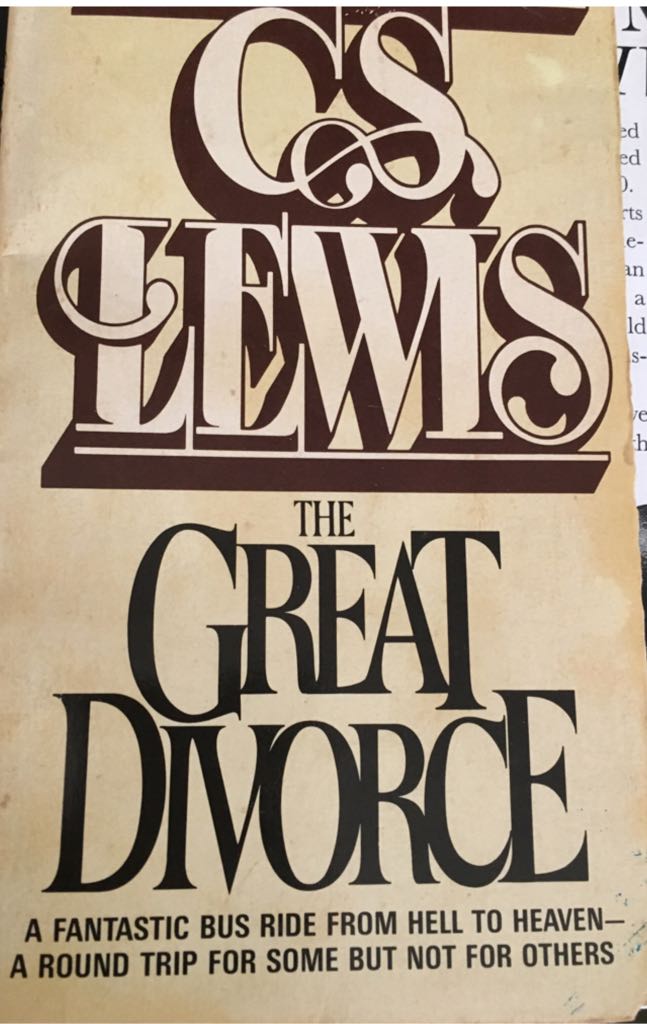 C.S.
LEWIS
THE
GREAT
DIVORCE
A FANTASTIC BUS RIDE FROM HELL TO HEAVEN—
A ROUND TRIP FOR SOME BUT NOT FOR OTHERS